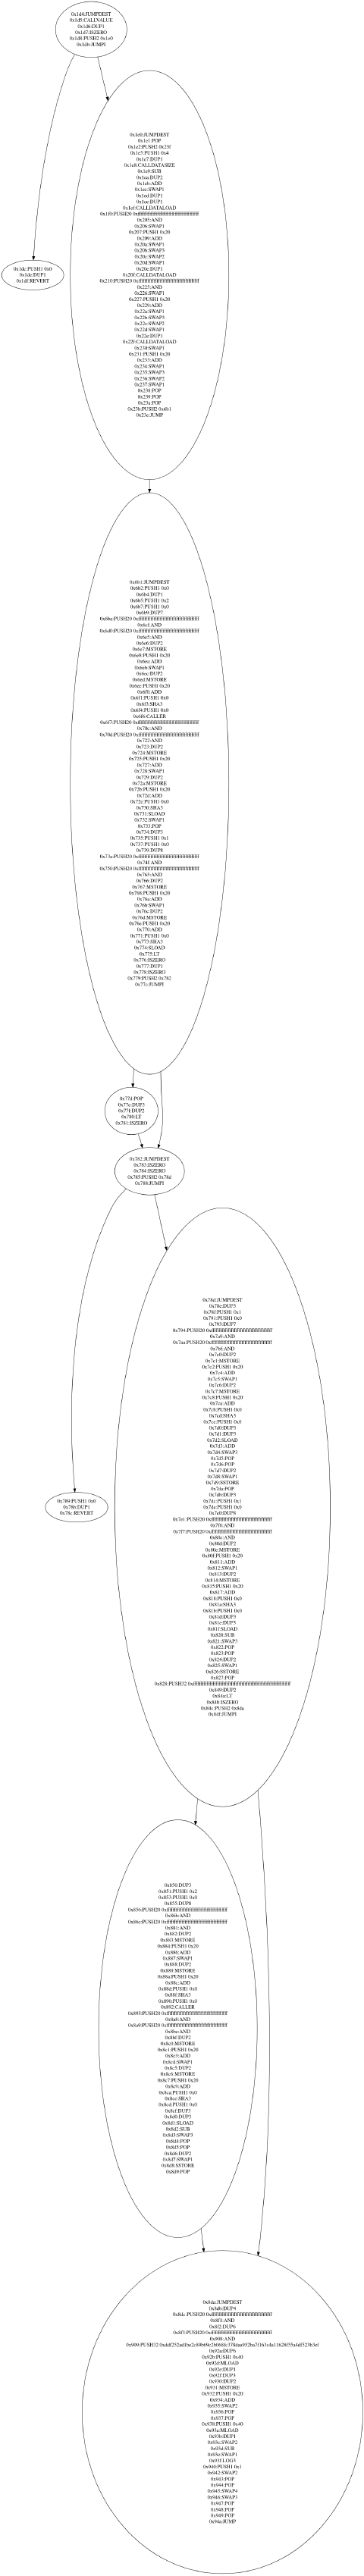 0x1d4:JUMPDEST
0x1d5:CALLVALUE
0x1d6:DUP1
0x1d7:ISZERO
0x1d8:PUSH2 0x1e0
0x1db:JUMPI
0x1dc:PUSH1 0x0
0x1de:DUP1
0x1df:REVERT
0x1e0:JUMPDEST
0x1e1:POP
0x1e2:PUSH2 0x23f
0x1e5:PUSH1 0x4
0x1e7:DUP1
0x1e8:CALLDATASIZE
0x1e9:SUB
0x1ea:DUP2
0x1eb:ADD
0x1ec:SWAP1
0x1ed:DUP1
0x1ee:DUP1
0x1ef:CALLDATALOAD
0x1f0:PUSH20 0xffffffffffffffffffffffffffffffffffffffff
0x205:AND
0x206:SWAP1
0x207:PUSH1 0x20
0x209:ADD
0x20a:SWAP1
0x20b:SWAP3
0x20c:SWAP2
0x20d:SWAP1
0x20e:DUP1
0x20f:CALLDATALOAD
0x210:PUSH20 0xffffffffffffffffffffffffffffffffffffffff
0x225:AND
0x226:SWAP1
0x227:PUSH1 0x20
0x229:ADD
0x22a:SWAP1
0x22b:SWAP3
0x22c:SWAP2
0x22d:SWAP1
0x22e:DUP1
0x22f:CALLDATALOAD
0x230:SWAP1
0x231:PUSH1 0x20
0x233:ADD
0x234:SWAP1
0x235:SWAP3
0x236:SWAP2
0x237:SWAP1
0x238:POP
0x239:POP
0x23a:POP
0x23b:PUSH2 0x6b1
0x23e:JUMP
0x6b1:JUMPDEST
0x6b2:PUSH1 0x0
0x6b4:DUP1
0x6b5:PUSH1 0x2
0x6b7:PUSH1 0x0
0x6b9:DUP7
0x6ba:PUSH20 0xffffffffffffffffffffffffffffffffffffffff
0x6cf:AND
0x6d0:PUSH20 0xffffffffffffffffffffffffffffffffffffffff
0x6e5:AND
0x6e6:DUP2
0x6e7:MSTORE
0x6e8:PUSH1 0x20
0x6ea:ADD
0x6eb:SWAP1
0x6ec:DUP2
0x6ed:MSTORE
0x6ee:PUSH1 0x20
0x6f0:ADD
0x6f1:PUSH1 0x0
0x6f3:SHA3
0x6f4:PUSH1 0x0
0x6f6:CALLER
0x6f7:PUSH20 0xffffffffffffffffffffffffffffffffffffffff
0x70c:AND
0x70d:PUSH20 0xffffffffffffffffffffffffffffffffffffffff
0x722:AND
0x723:DUP2
0x724:MSTORE
0x725:PUSH1 0x20
0x727:ADD
0x728:SWAP1
0x729:DUP2
0x72a:MSTORE
0x72b:PUSH1 0x20
0x72d:ADD
0x72e:PUSH1 0x0
0x730:SHA3
0x731:SLOAD
0x732:SWAP1
0x733:POP
0x734:DUP3
0x735:PUSH1 0x1
0x737:PUSH1 0x0
0x739:DUP8
0x73a:PUSH20 0xffffffffffffffffffffffffffffffffffffffff
0x74f:AND
0x750:PUSH20 0xffffffffffffffffffffffffffffffffffffffff
0x765:AND
0x766:DUP2
0x767:MSTORE
0x768:PUSH1 0x20
0x76a:ADD
0x76b:SWAP1
0x76c:DUP2
0x76d:MSTORE
0x76e:PUSH1 0x20
0x770:ADD
0x771:PUSH1 0x0
0x773:SHA3
0x774:SLOAD
0x775:LT
0x776:ISZERO
0x777:DUP1
0x778:ISZERO
0x779:PUSH2 0x782
0x77c:JUMPI
0x77d:POP
0x77e:DUP3
0x77f:DUP2
0x780:LT
0x781:ISZERO
0x782:JUMPDEST
0x783:ISZERO
0x784:ISZERO
0x785:PUSH2 0x78d
0x788:JUMPI
0x789:PUSH1 0x0
0x78b:DUP1
0x78c:REVERT
0x78d:JUMPDEST
0x78e:DUP3
0x78f:PUSH1 0x1
0x791:PUSH1 0x0
0x793:DUP7
0x794:PUSH20 0xffffffffffffffffffffffffffffffffffffffff
0x7a9:AND
0x7aa:PUSH20 0xffffffffffffffffffffffffffffffffffffffff
0x7bf:AND
0x7c0:DUP2
0x7c1:MSTORE
0x7c2:PUSH1 0x20
0x7c4:ADD
0x7c5:SWAP1
0x7c6:DUP2
0x7c7:MSTORE
0x7c8:PUSH1 0x20
0x7ca:ADD
0x7cb:PUSH1 0x0
0x7cd:SHA3
0x7ce:PUSH1 0x0
0x7d0:DUP3
0x7d1:DUP3
0x7d2:SLOAD
0x7d3:ADD
0x7d4:SWAP3
0x7d5:POP
0x7d6:POP
0x7d7:DUP2
0x7d8:SWAP1
0x7d9:SSTORE
0x7da:POP
0x7db:DUP3
0x7dc:PUSH1 0x1
0x7de:PUSH1 0x0
0x7e0:DUP8
0x7e1:PUSH20 0xffffffffffffffffffffffffffffffffffffffff
0x7f6:AND
0x7f7:PUSH20 0xffffffffffffffffffffffffffffffffffffffff
0x80c:AND
0x80d:DUP2
0x80e:MSTORE
0x80f:PUSH1 0x20
0x811:ADD
0x812:SWAP1
0x813:DUP2
0x814:MSTORE
0x815:PUSH1 0x20
0x817:ADD
0x818:PUSH1 0x0
0x81a:SHA3
0x81b:PUSH1 0x0
0x81d:DUP3
0x81e:DUP3
0x81f:SLOAD
0x820:SUB
0x821:SWAP3
0x822:POP
0x823:POP
0x824:DUP2
0x825:SWAP1
0x826:SSTORE
0x827:POP
0x828:PUSH32 0xffffffffffffffffffffffffffffffffffffffffffffffffffffffffffffffff
0x849:DUP2
0x84a:LT
0x84b:ISZERO
0x84c:PUSH2 0x8da
0x84f:JUMPI
0x850:DUP3
0x851:PUSH1 0x2
0x853:PUSH1 0x0
0x855:DUP8
0x856:PUSH20 0xffffffffffffffffffffffffffffffffffffffff
0x86b:AND
0x86c:PUSH20 0xffffffffffffffffffffffffffffffffffffffff
0x881:AND
0x882:DUP2
0x883:MSTORE
0x884:PUSH1 0x20
0x886:ADD
0x887:SWAP1
0x888:DUP2
0x889:MSTORE
0x88a:PUSH1 0x20
0x88c:ADD
0x88d:PUSH1 0x0
0x88f:SHA3
0x890:PUSH1 0x0
0x892:CALLER
0x893:PUSH20 0xffffffffffffffffffffffffffffffffffffffff
0x8a8:AND
0x8a9:PUSH20 0xffffffffffffffffffffffffffffffffffffffff
0x8be:AND
0x8bf:DUP2
0x8c0:MSTORE
0x8c1:PUSH1 0x20
0x8c3:ADD
0x8c4:SWAP1
0x8c5:DUP2
0x8c6:MSTORE
0x8c7:PUSH1 0x20
0x8c9:ADD
0x8ca:PUSH1 0x0
0x8cc:SHA3
0x8cd:PUSH1 0x0
0x8cf:DUP3
0x8d0:DUP3
0x8d1:SLOAD
0x8d2:SUB
0x8d3:SWAP3
0x8d4:POP
0x8d5:POP
0x8d6:DUP2
0x8d7:SWAP1
0x8d8:SSTORE
0x8d9:POP
0x8da:JUMPDEST
0x8db:DUP4
0x8dc:PUSH20 0xffffffffffffffffffffffffffffffffffffffff
0x8f1:AND
0x8f2:DUP6
0x8f3:PUSH20 0xffffffffffffffffffffffffffffffffffffffff
0x908:AND
0x909:PUSH32 0xddf252ad1be2c89b69c2b068fc378daa952ba7f163c4a11628f55a4df523b3ef
0x92a:DUP6
0x92b:PUSH1 0x40
0x92d:MLOAD
0x92e:DUP1
0x92f:DUP3
0x930:DUP2
0x931:MSTORE
0x932:PUSH1 0x20
0x934:ADD
0x935:SWAP2
0x936:POP
0x937:POP
0x938:PUSH1 0x40
0x93a:MLOAD
0x93b:DUP1
0x93c:SWAP2
0x93d:SUB
0x93e:SWAP1
0x93f:LOG3
0x940:PUSH1 0x1
0x942:SWAP2
0x943:POP
0x944:POP
0x945:SWAP4
0x946:SWAP3
0x947:POP
0x948:POP
0x949:POP
0x94a:JUMP